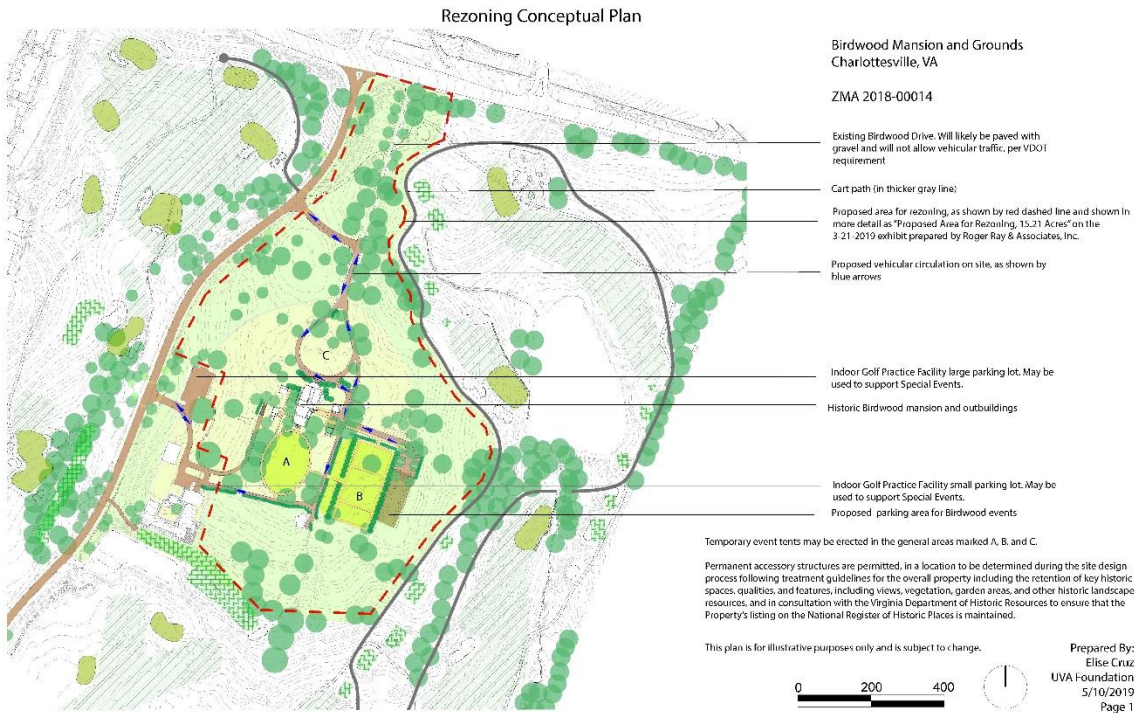 Rezoning Conceptual Plan
Birdwood Mansion and Grounds
Charlottesville, VA
ZMA 2018-00014
Existing Birdwood Drive. Will likely be paved with
gravel and will not allow vehicular traffic, per VDOT
requirement
Cart path (in thicker gray line)
Proposed area for rezoning, as shown by red dashed line and shown in
more detail as "Proposed Area for Rezoning, 15.21 Acres" on the
3-21-2019 exhibit prepared by Roger Ray & Associates, Inc.
Proposed vehicular circulation on site, as shown by
blue arrows
C
Indoor Golf Practice Facility large parking lot. May be
used to support Special Events.
Historic Birdwood mansion and outbuildings
A
B
Indoor Golf Practice Facility small parking lot. May be
used to support Special Events.
Proposed parking area for Birdwood events
Temporary event tents may be erected in the general areas marked A, B, and C.
Permanent accessory structures are permitted, in a location to be determined during the site design
process following treatment guidelines for the overall property including the retention of key historic
spaces, qualities, and features, including views, vegetation, garden areas, and other historic landscape
resources, and in consultation with the Virginia Department of Historic Resources to ensure that the
Property's listing on the National Register of Historic Places is maintained.
This plan is for illustrative purposes only and is subject to change.
0 200 400
Prepared By:
Elise Cruz
UVA Foundation
5/10/2019
Page 1